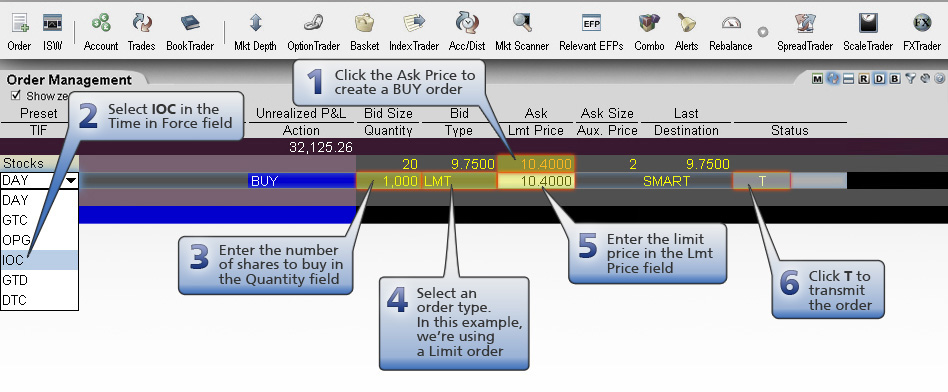 Order ISW Account Trades BookTrader Mkt Depth OptionTrader Basket IndexTrader Acc/Dist Mkt Scanner Relevant EFPs Combo Alerts Rebalance SpreadTrader ScaleTrader FXTrader
EFP
FX
Order Management
M R D B
Show ze
1 Click the Ask Price to
create a BUY order
2 Select IOC in the
Time in Force field
Preset Unrealized P&L Bid Size Bid Ask Ask Size Last
TIF Action Quantity Type Lmt Price Aux. Price Destination Status
32,125.26
Stocks 20 9.7500 10.4000 2 9.7500
DAY BUY 1,000 LMT 10.4000 SMART T
DAY
GTC
OPG
IOC
GTD
DTC
3 Enter the number
of shares to buy in
the Quantity field
4 Select an
order type.
In this example,
we're using
a Limit order
5 Enter the limit
price in the Lmt
Price field
6 Click T to
transmit
the order